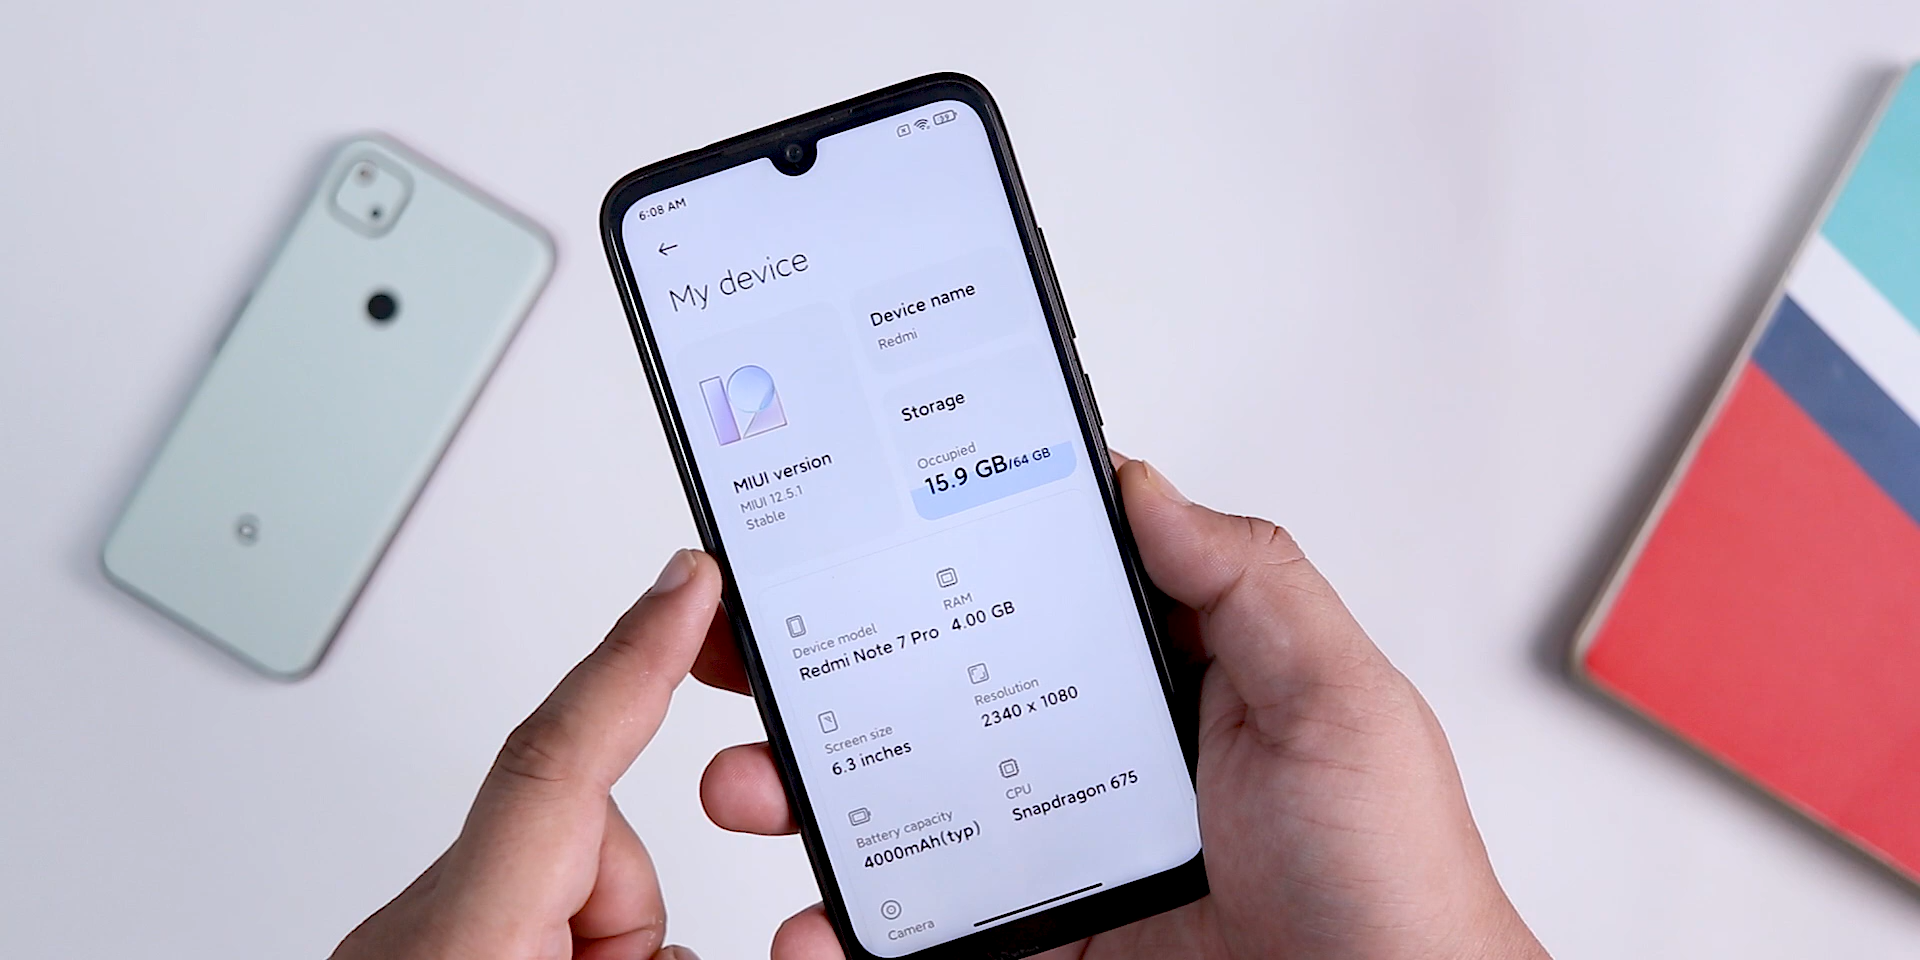 6:08 AM
39
My device
12
MIUI version
MIUI 12.5.1
Stable
Device name
Redmi
Storage
Occupied
15.9 GB/64 GB
Device model
Redmi Note 7 Pro
RAM
4.00 GB
Screen size
6.3 inches
Resolution
2340 x 1080
Battery capacity
4000mAh(typ)
CPU
Snapdragon 675
Camera
G